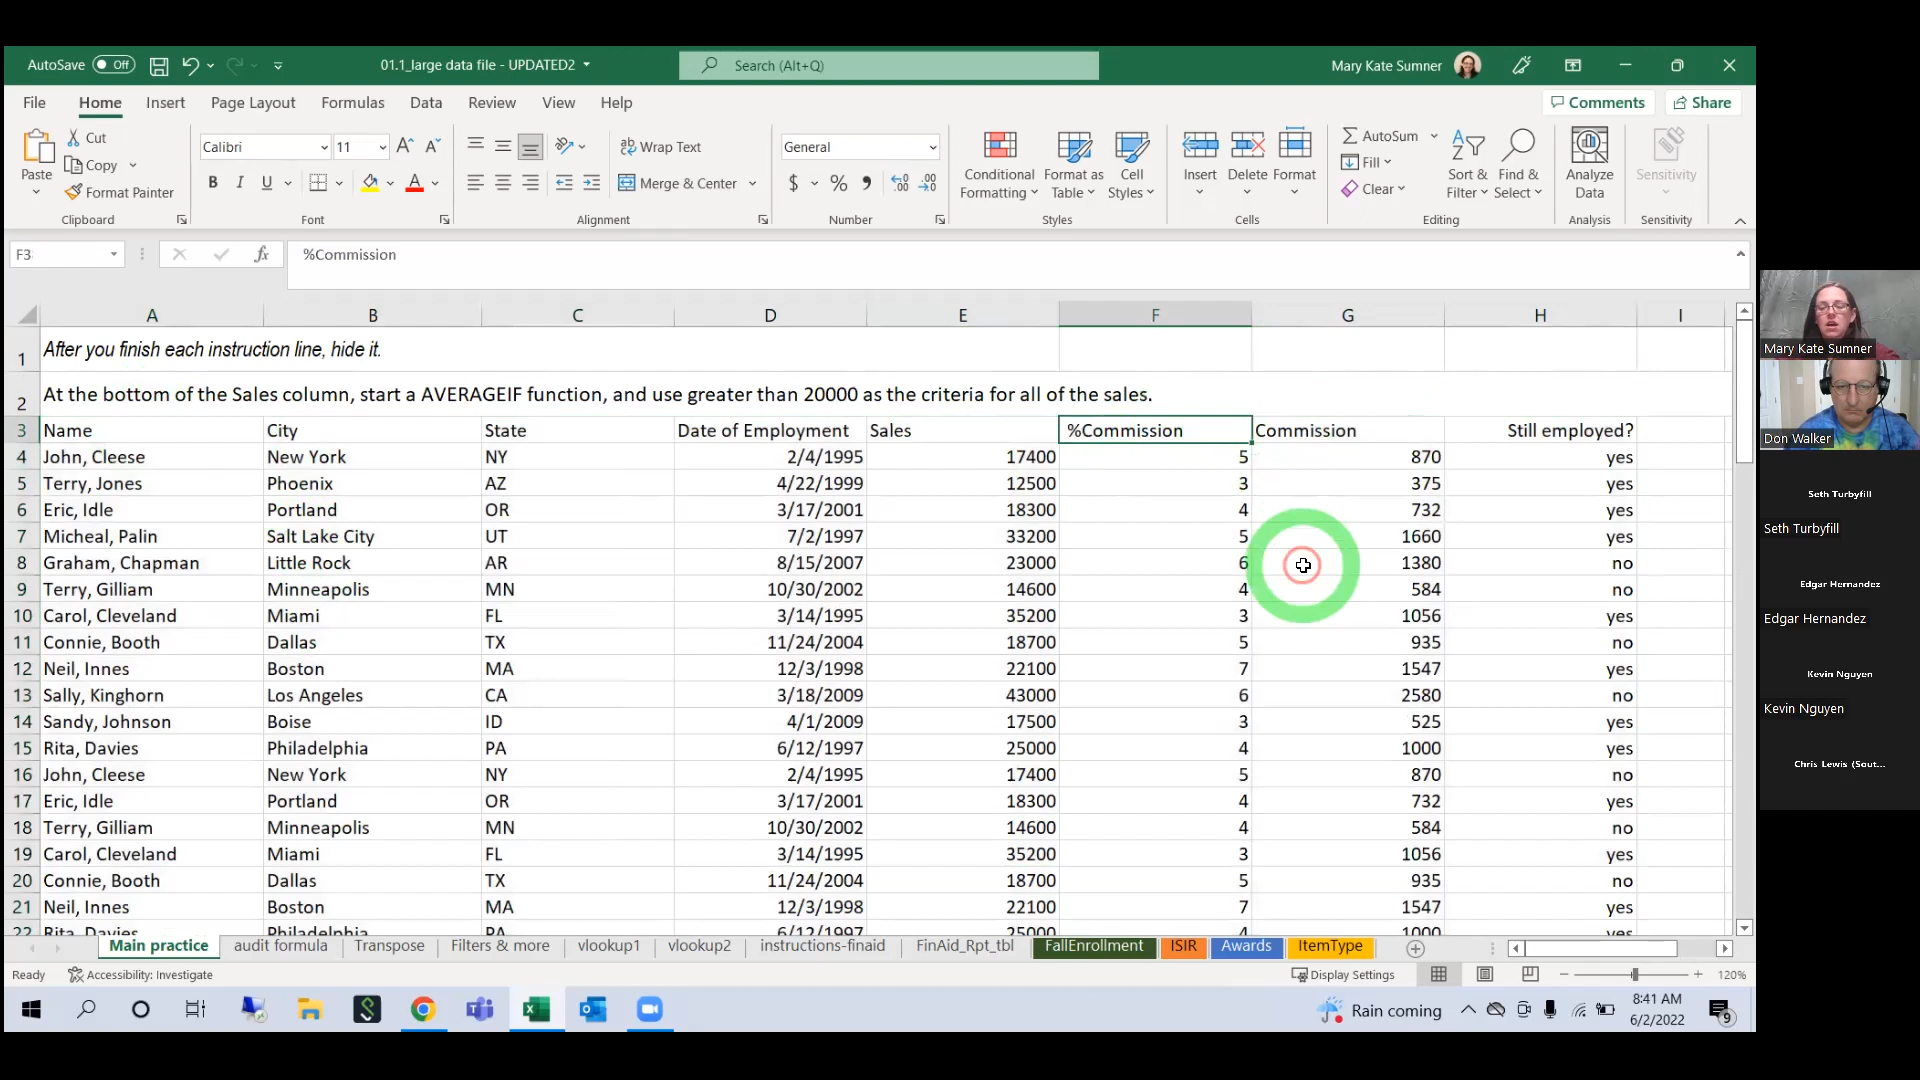 AutoSave Off 01.1_large data file - UPDATED2 Search (Alt+Q) Mary Kate Sumner
File Home Insert Page Layout Formulas Data Review View Help Comments Share
Paste Cut Copy Format Painter Clipboard
Calibri 11 B I U Font
Wrap Text Merge & Center Alignment
General $ % Number
Conditional Formatting Format as Table Cell Styles Styles
Insert Delete Format Cells
AutoSum Fill Clear Sort & Filter Find & Select Editing
Analyze Data Analysis
Sensitivity Sensitivity
F3 fx %Commission
A B C D E F G H I
1 After you finish each instruction line, hide it.
2 At the bottom of the Sales column, start a AVERAGEIF function, and use greater than 20000 as the criteria for all of the sales.
3 Name City State Date of Employment Sales %Commission Commission Still employed?
4 John, Cleese New York NY 2/4/1995 17400 5 870 yes
5 Terry, Jones Phoenix AZ 4/22/1999 12500 3 375 yes
6 Eric, Idle Portland OR 3/17/2001 18300 4 732 yes
7 Micheal, Palin Salt Lake City UT 7/2/1997 33200 5 1660 yes
8 Graham, Chapman Little Rock AR 8/15/2007 23000 6 1380 no
9 Terry, Gilliam Minneapolis MN 10/30/2002 14600 4 584 no
10 Carol, Cleveland Miami FL 3/14/1995 35200 3 1056 yes
11 Connie, Booth Dallas TX 11/24/2004 18700 5 935 no
12 Neil, Innes Boston MA 12/3/1998 22100 7 1547 yes
13 Sally, Kinghorn Los Angeles CA 3/18/2009 43000 6 2580 no
14 Sandy, Johnson Boise ID 4/1/2009 17500 3 525 yes
15 Rita, Davies Philadelphia PA 6/12/1997 25000 4 1000 yes
16 John, Cleese New York NY 2/4/1995 17400 5 870 no
17 Eric, Idle Portland OR 3/17/2001 18300 4 732 yes
18 Terry, Gilliam Minneapolis MN 10/30/2002 14600 4 584 no
19 Carol, Cleveland Miami FL 3/14/1995 35200 3 1056 yes
20 Connie, Booth Dallas TX 11/24/2004 18700 5 935 no
21 Neil, Innes Boston MA 12/3/1998 22100 7 1547 yes
22 Rita, Davies Philadelphia PA 6/12/1997 25000 4 1000 yes
Main practice audit formula Transpose Filters & more vlookup1 vlookup2 instructions-finaid FinAid_Rpt_tbl FallEnrollment ISIR Awards ItemType
Ready Accessibility: Investigate Display Settings 120%
Rain coming 8:41 AM
6/2/2022 9
Mary Kate Sumner
Don Walker
Seth Turbyfill
Seth Turbyfill
Edgar Hernandez
Edgar Hernandez
Kevin Nguyen
Kevin Nguyen
Chris Lewis (Sout...